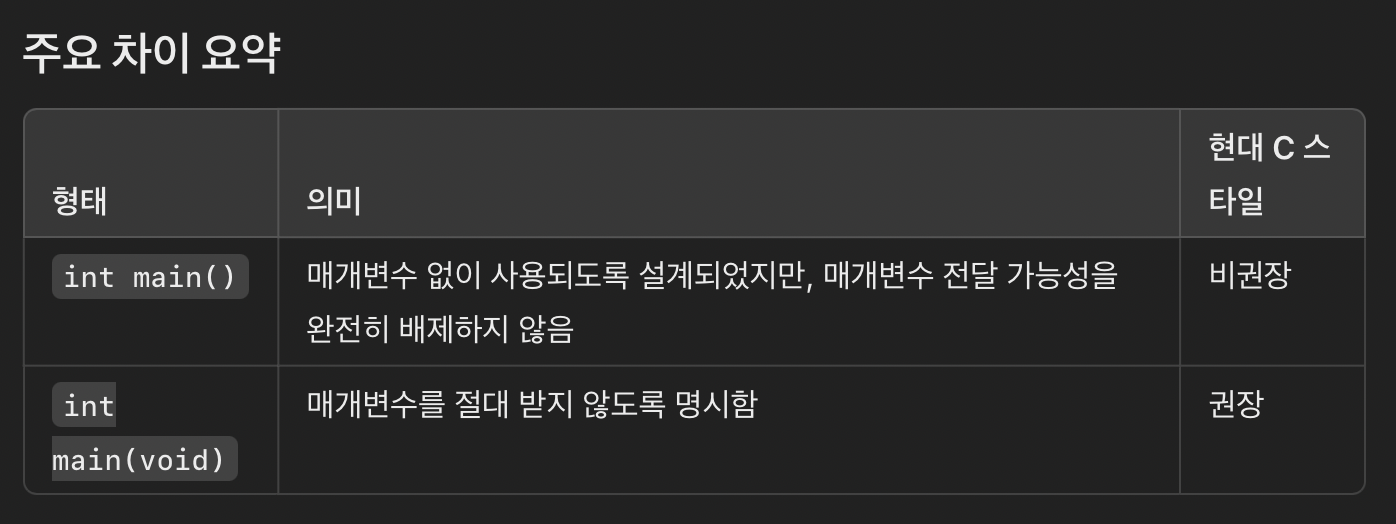 주요 차이 요약
형태
의미
현대 C 스
타일
int main()
매개변수 없이 사용되도록 설계되었지만, 매개변수 전달 가능성을
완전히 배제하지 않음
비권장
int
main(void)
매개변수를 절대 받지 않도록 명시함
권장